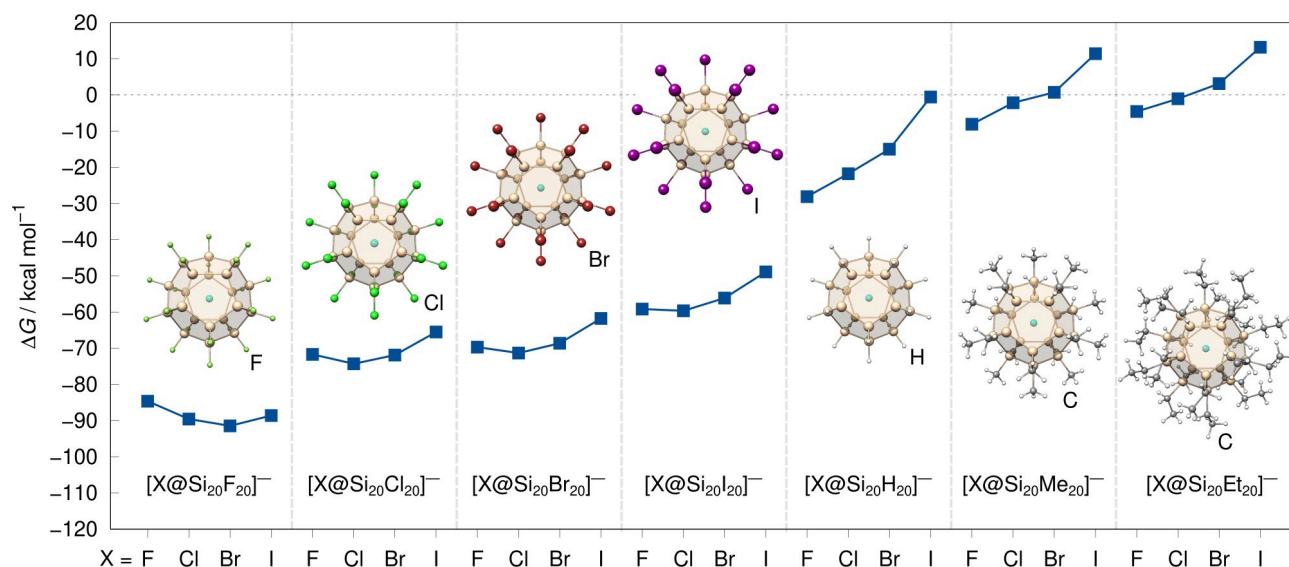 20
10
0
−10
−20
−30
−40
−50
−60
−70
−80
−90
−100
−110
−120
ΔG / kcal mol⁻¹
F
Cl
Br
I
H
C
C
[X@Si₂₀F₂₀]⁻
[X@Si₂₀Cl₂₀]⁻
[X@Si₂₀Br₂₀]⁻
[X@Si₂₀I₂₀]⁻
[X@Si₂₀H₂₀]⁻
[X@Si₂₀Me₂₀]⁻
[X@Si₂₀Et₂₀]⁻
X = F Cl Br I F Cl Br I F Cl Br I F Cl Br I F Cl Br I F Cl Br I F Cl Br I